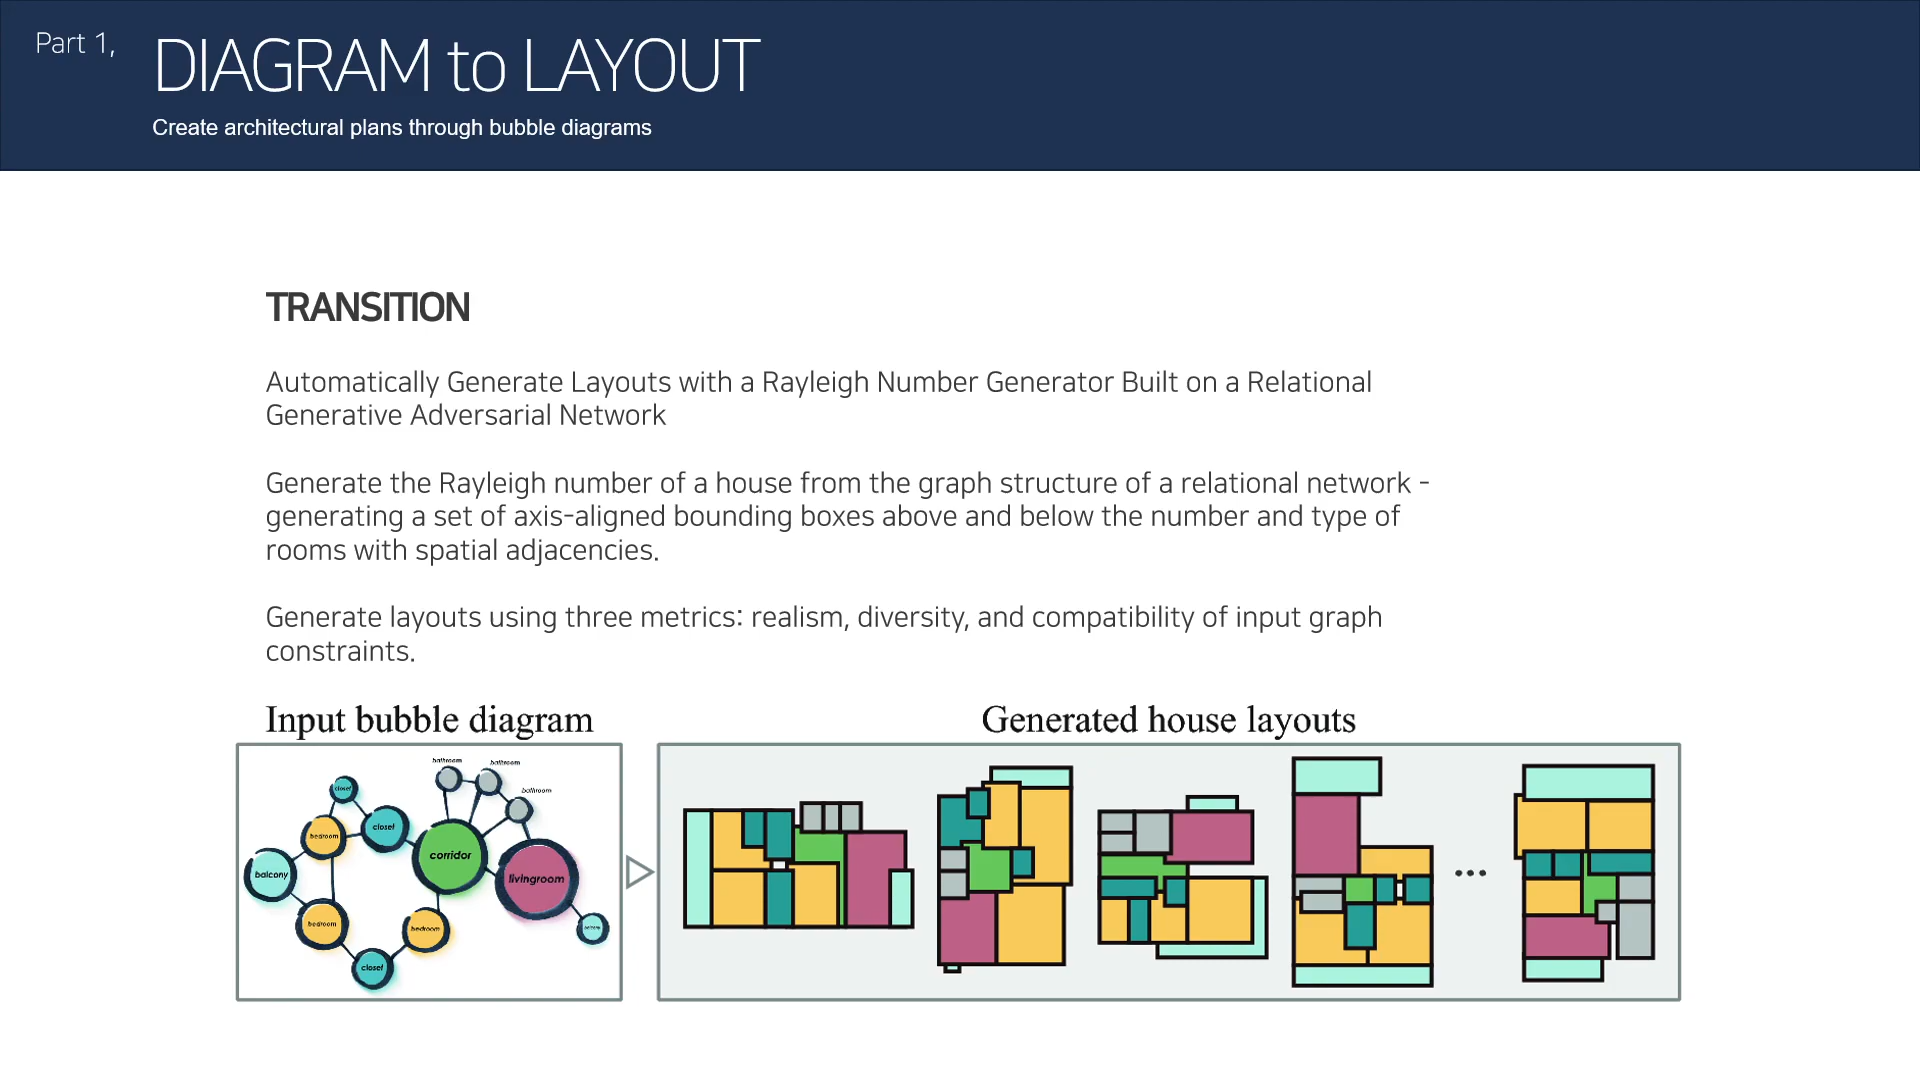 Part 1,
DIAGRAM to LAYOUT
Create architectural plans through bubble diagrams
TRANSITION
Automatically Generate Layouts with a Rayleigh Number Generator Built on a Relational
Generative Adversarial Network
Generate the Rayleigh number of a house from the graph structure of a relational network -
generating a set of axis-aligned bounding boxes above and below the number and type of
rooms with spatial adjacencies.
Generate layouts using three metrics: realism, diversity, and compatibility of input graph
constraints.
Input bubble diagram
Generated house layouts
bathroom
bathroom
bathroom
closet
closet
bedroom
corridor
balcony
livingroom
bedroom
bedroom
closet
...